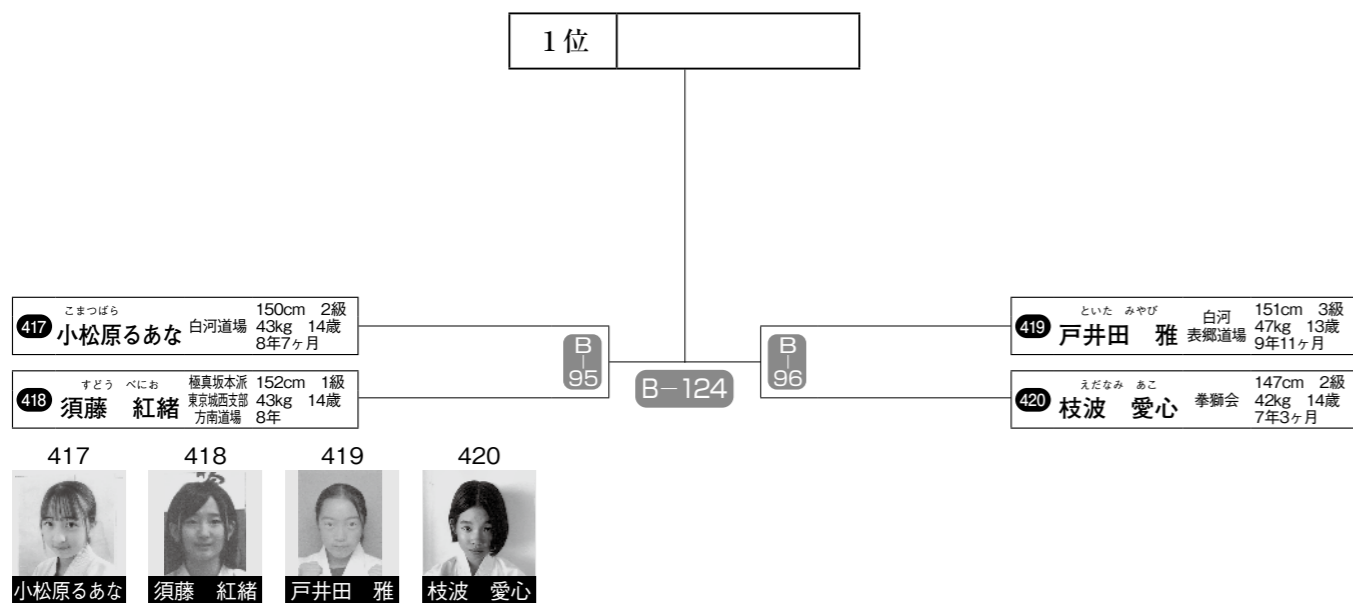 1位
こまつばら
417 小松原るあな 白河道場 150cm 2級
43kg 14歳
8年7ヶ月
すどう べにお
418 須藤 紅緒 極真坂本派 東京城西支部 方南道場 152cm 1級
43kg 14歳
8年
B-95
B-124
B-96
といた みやび
419 戸井田 雅 白河 表郷道場 151cm 3級
47kg 13歳
9年11ヶ月
えだなみ あこ
420 枝波 愛心 拳獅会 147cm 2級
42kg 14歳
7年3ヶ月
417 418 419 420
小松原るあな 須藤 紅緒 戸井田 雅 枝波 愛心